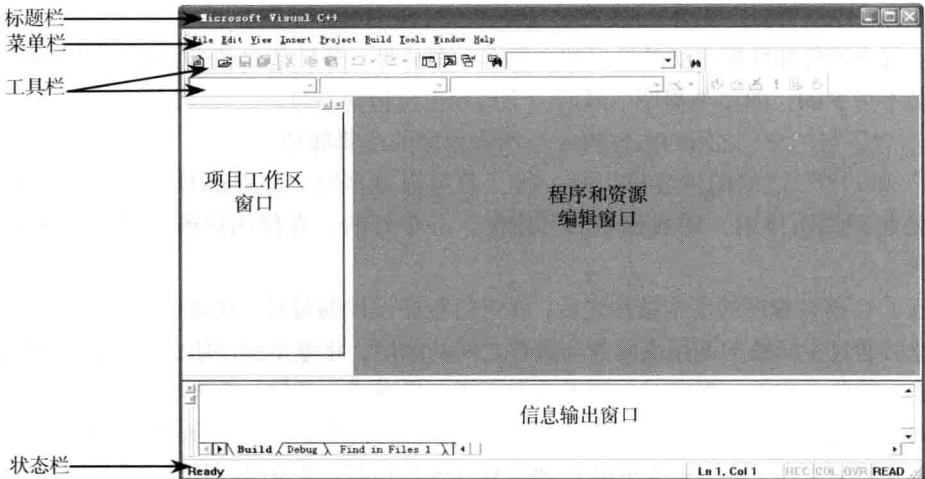 标题栏
Microsoft Visual C++
菜单栏
File Edit View Insert Project Build Tools Window Help
工具栏
项目工作区
窗口
程序和资源
编辑窗口
信息输出窗口
Build Debug Find in Files 1
状态栏
Ready
Ln 1, Col 1 REC COL OVR READ